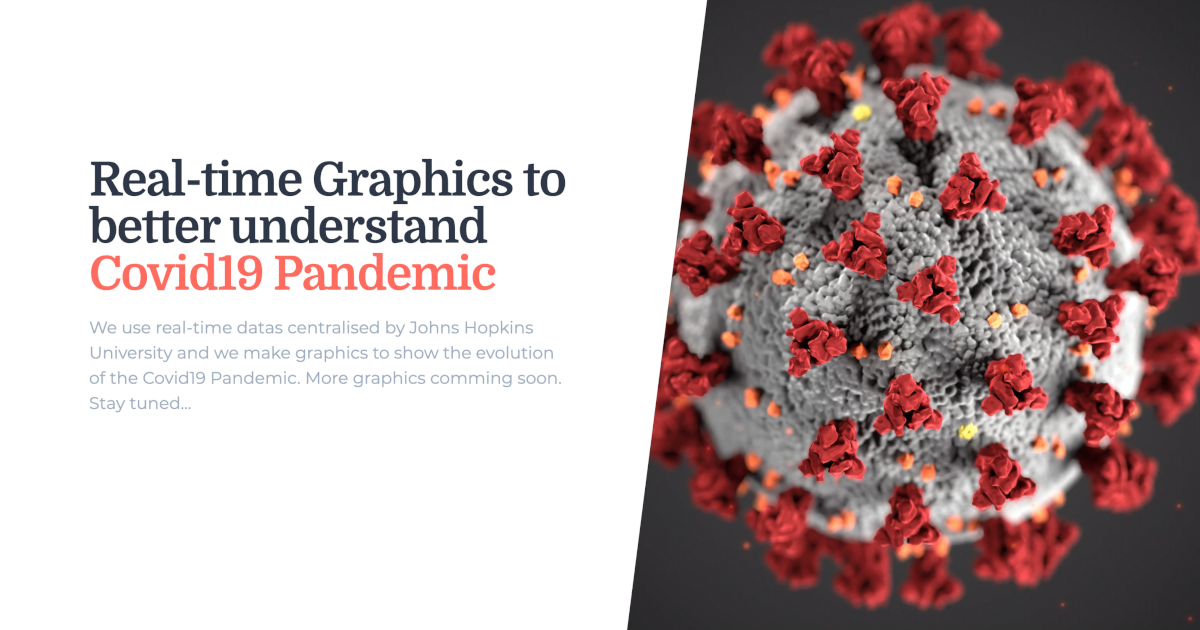 Real-time Graphics to
better understand
Covid19 Pandemic
We use real-time datas centralised by Johns Hopkins
University and we make graphics to show the evolution
of the Covid19 Pandemic. More graphics comming soon.
Stay tuned...